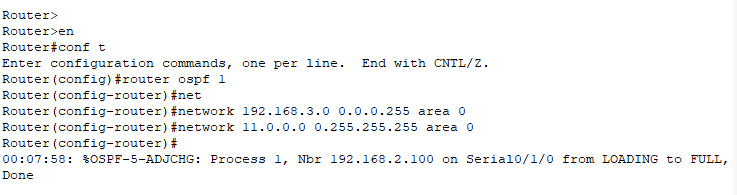 Router>
Router>en
Router#conf t
Enter configuration commands, one per line.  End with CNTL/Z.
Router(config)#router ospf 1
Router(config-router)#net
Router(config-router)#network 192.168.3.0 0.0.0.255 area 0
Router(config-router)#network 11.0.0.0 0.255.255.255 area 0
Router(config-router)#
00:07:58: %OSPF-5-ADJCHG: Process 1, Nbr 192.168.2.100 on Serial0/1/0 from LOADING to FULL,
Done